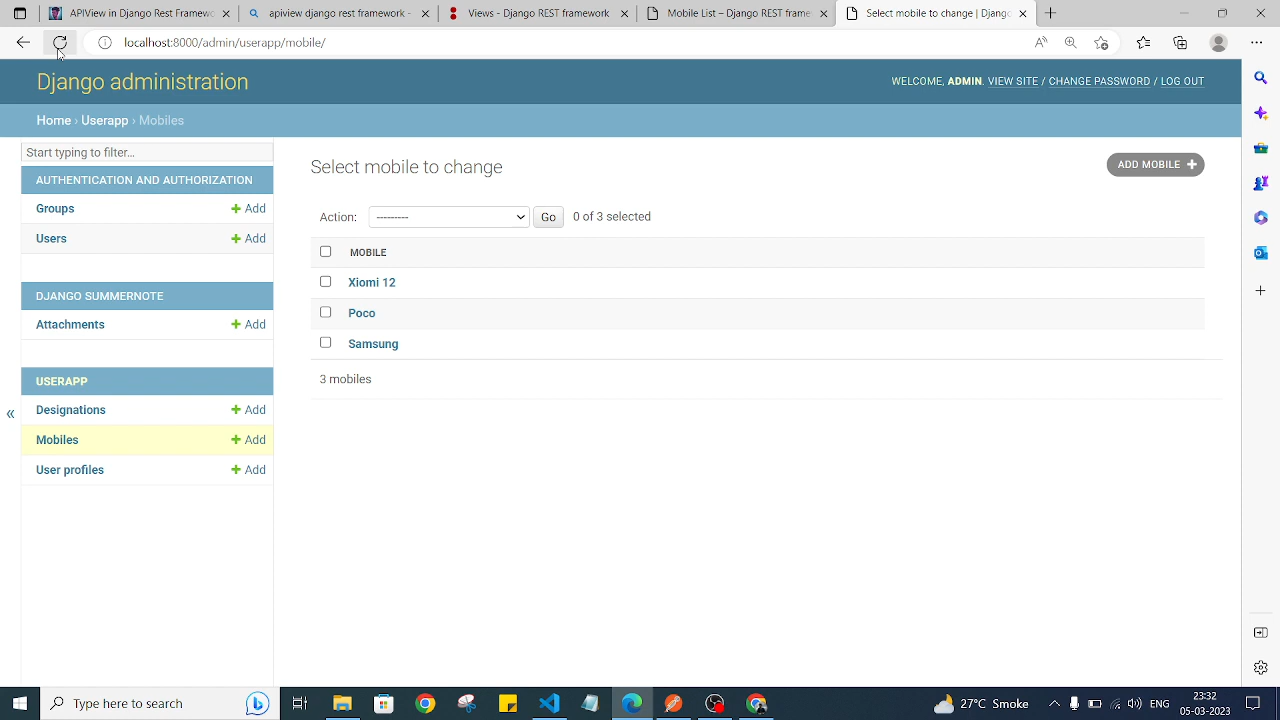 APIView in Rest Framewo
apiview django rest framework -
Views - Django REST framework
Mobile List – Django REST frame
Select mobile to change | Djang
localhost:8000/admin/userapp/mobile/
Django administration
WELCOME, ADMIN. VIEW SITE / CHANGE PASSWORD / LOG OUT
Home › Userapp › Mobiles
Start typing to filter...
AUTHENTICATION AND AUTHORIZATION
Groups + Add
Users + Add
DJANGO SUMMERNOTE
Attachments + Add
USERAPP
Designations + Add
Mobiles + Add
User profiles + Add
«
Select mobile to change
ADD MOBILE +
Action: --------- Go 0 of 3 selected
MOBILE
Xiomi 12
Poco
Samsung
3 mobiles
Type here to search
27°C Smoke
ENG
23:32
05-03-2023